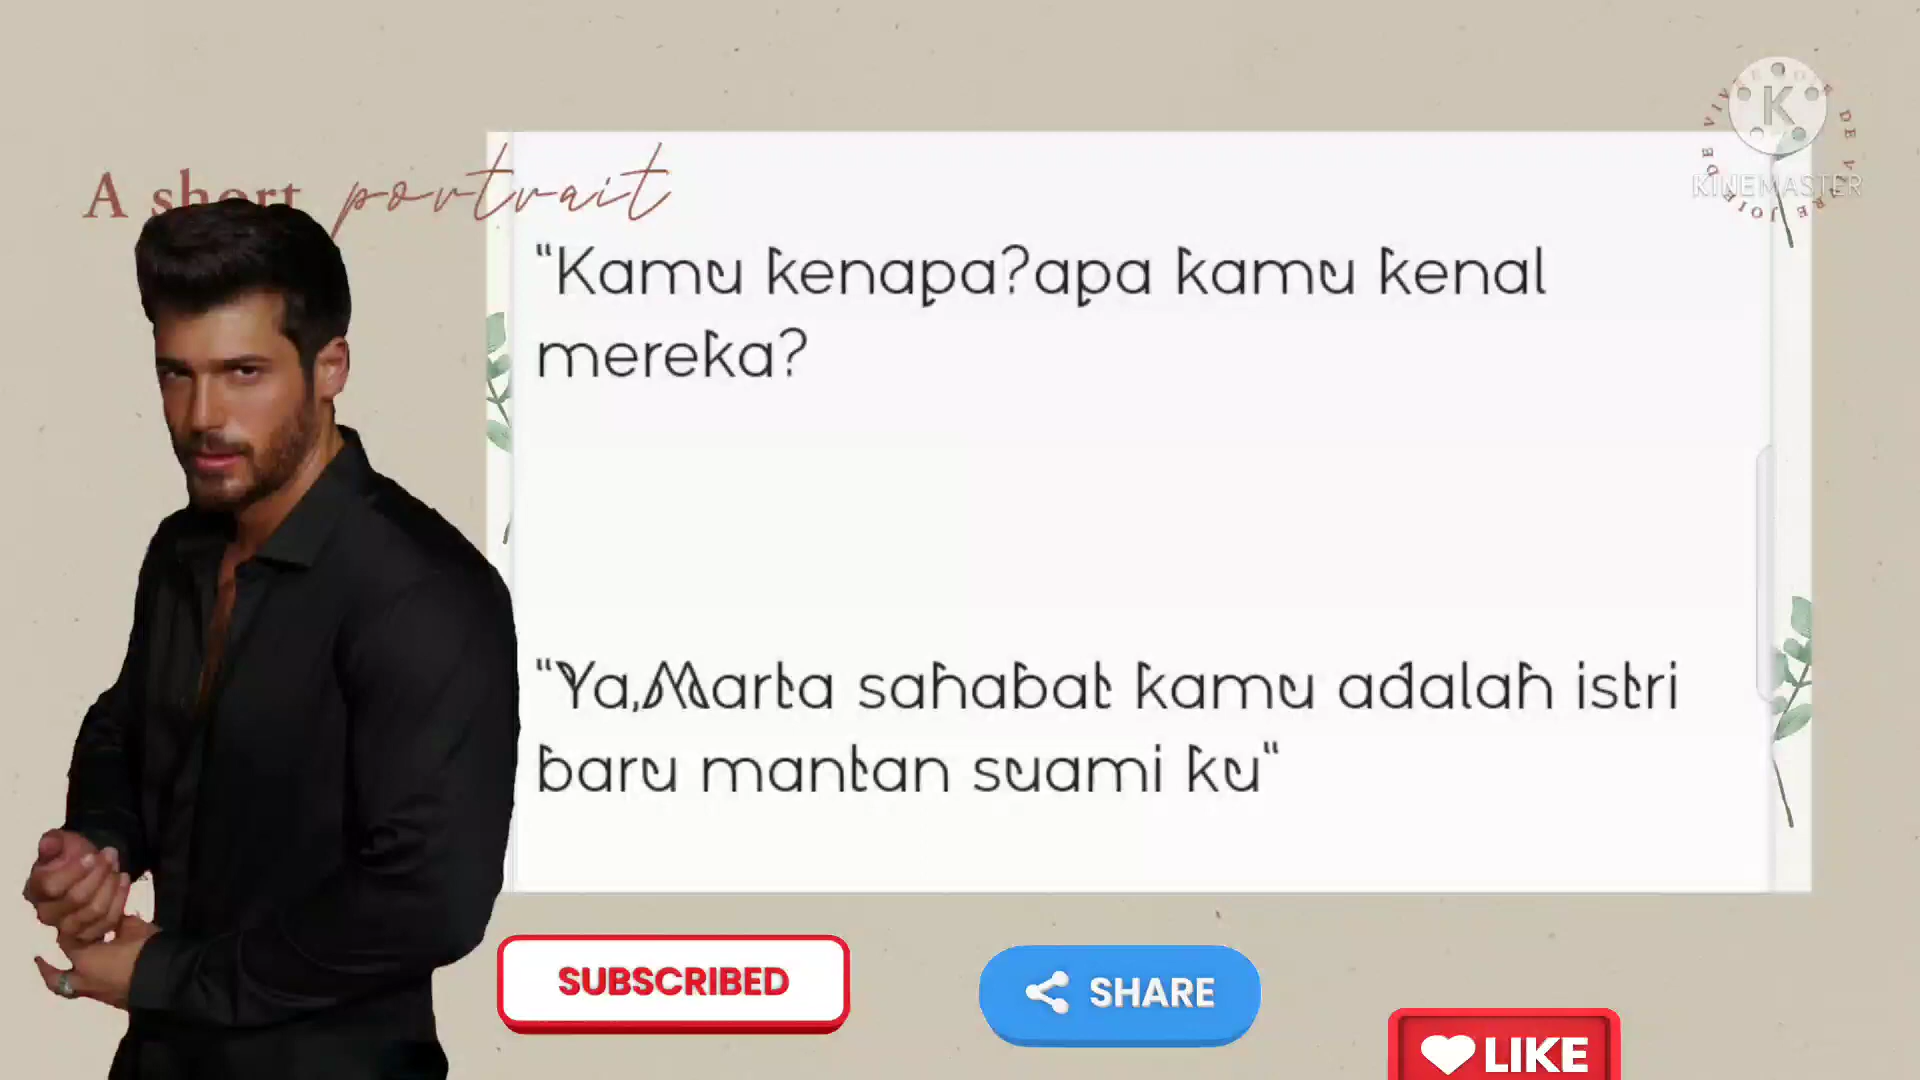 A short portrait
KINEMASTER
"Kamu kenapa?apa kamu kenal
mereka?
"Ya,Marta sahabat kamu adalah istri
baru mantan suami ku"
SUBSCRIBED
SHARE
LIKE